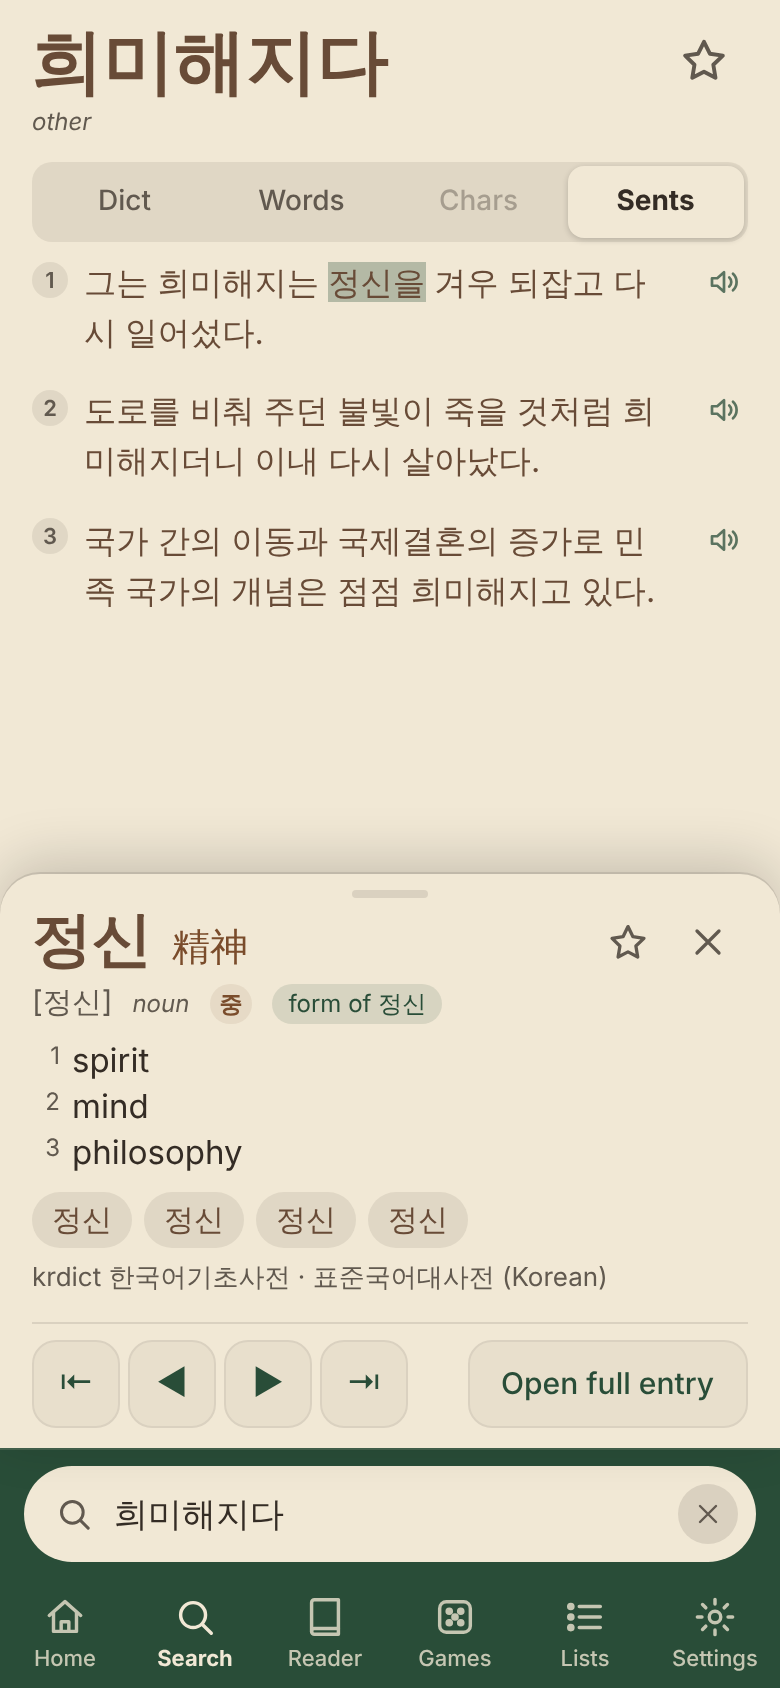 희미해지다
other
Dict Words Chars Sents
1 그는 희미해지는 정신을 겨우 되잡고 다
시 일어섰다.
2 도로를 비춰 주던 불빛이 죽을 것처럼 희
미해지더니 이내 다시 살아났다.
3 국가 간의 이동과 국제결혼의 증가로 민
족 국가의 개념은 점점 희미해지고 있다.
정신 精神
[정신] noun 중 form of 정신
1 spirit
2 mind
3 philosophy
정신 정신 정신 정신
krdict 한국어기초사전 · 표준국어대사전 (Korean)
Open full entry
희미해지다
Home Search Reader Games Lists Settings